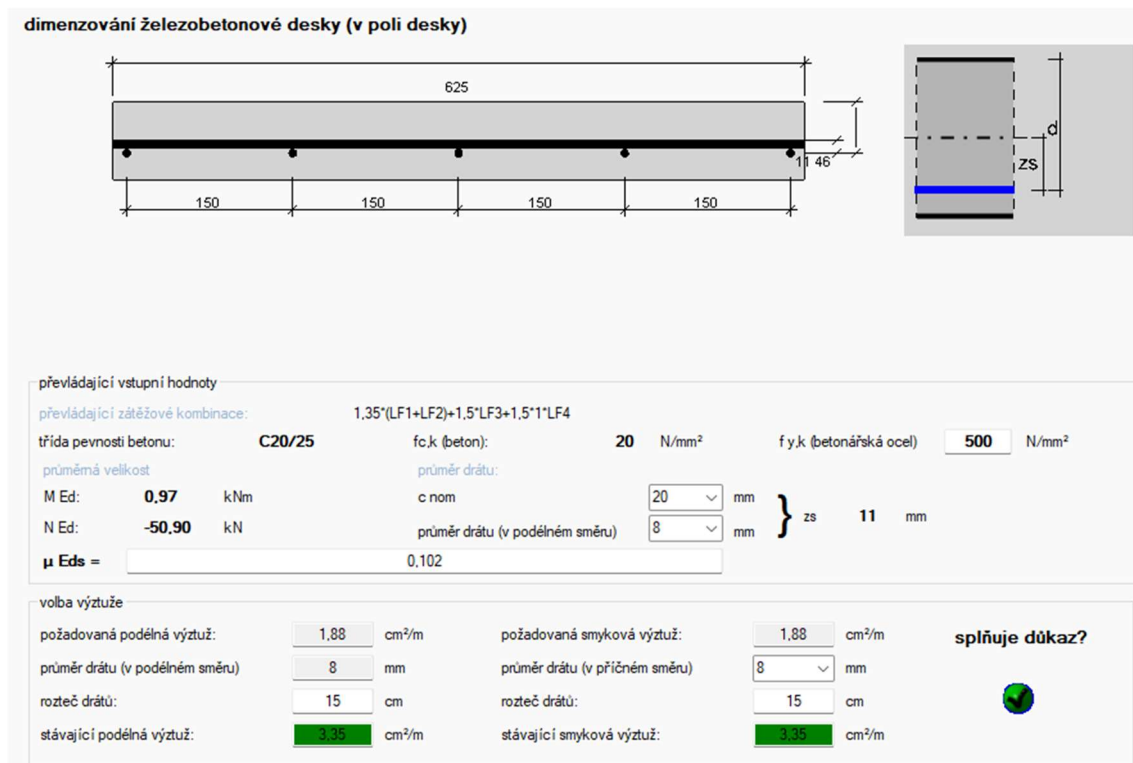 dimenzování železobetonové desky (v poli desky)
625
11 46
150 150 150 150
d
zs
převládající vstupní hodnoty
převládající zátěžové kombinace: 1,35*(LF1+LF2)+1,5*LF3+1,5*1*LF4
třída pevnosti betonu: C20/25 fc,k (beton): 20 N/mm² f y,k (betonářská ocel) 500 N/mm²
průměrná velikost průměr drátu:
M Ed: 0,97 kNm c nom 20 mm
zs 11 mm
N Ed: -50,90 kN průměr drátu (v podélném směru) 8 mm
µ Eds = 0,102
volba výztuže
požadovaná podélná výztuž: 1,88 cm²/m požadovaná smyková výztuž: 1,88 cm²/m splňuje důkaz?
průměr drátu (v podélném směru) 8 mm průměr drátu (v příčném směru) 8 mm
rozteč drátů: 15 cm rozteč drátů: 15 cm
stávající podélná výztuž: 3,35 cm²/m stávající smyková výztuž: 3,35 cm²/m